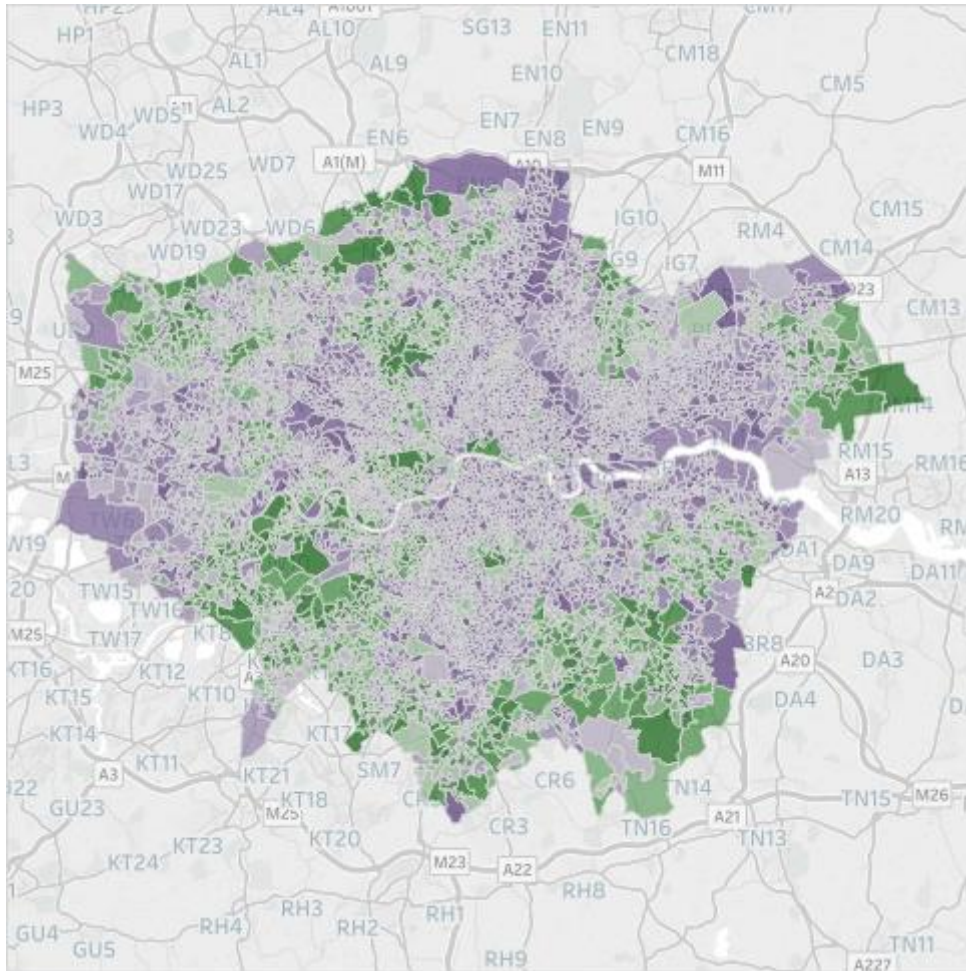 HP2
AL4
CM17
SG13
EN11
HP1
AL10
CM18
AL1
AL9
EN10
CM5
HP3
WD5
AL2
EN7
WD4
EN6
EN8
EN9
CM16
A1(M)
A10
M11
WD25
WD7
WD17
IG10
CM15
WD3
WD23
WD6
RM4
CM14
WD19
IG7
CM13
M25
RM15
RM16
A13
TW6
RM20
DA1
DA9
DA11
TW15
A2
DA2
TW16
KT8
M25
TW17
BR8
A20
DA3
KT16
KT12
KT15
KT10
DA4
KT14
KT17
KT11
SM7
A3
KT21
CR6
TN14
GU23
KT18
M25
TN15
M26
CR3
A21
TN16
TN13
KT23
KT20
KT24
M23
A22
RH8
RH3
RH4
RH2
RH1
GU4
GU5
RH9
TN11
A227